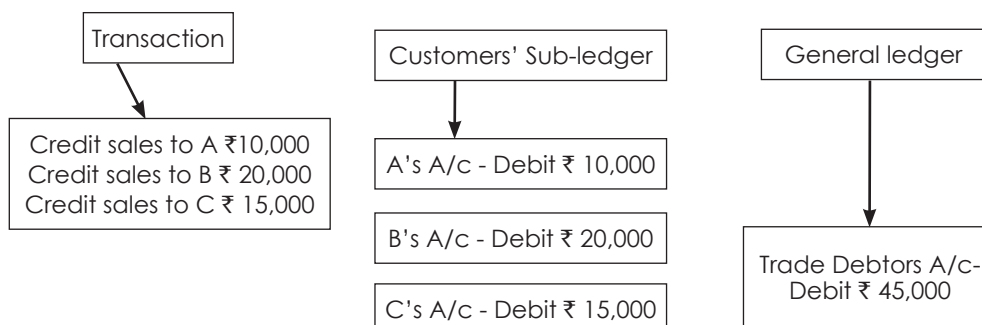 Transaction
Credit sales to A ₹10,000
Credit sales to B ₹ 20,000
Credit sales to C ₹ 15,000
Customers’ Sub-ledger
A's A/c - Debit ₹ 10,000
B's A/c - Debit ₹ 20,000
C's A/c - Debit ₹ 15,000
General ledger
Trade Debtors A/c-
Debit ₹ 45,000